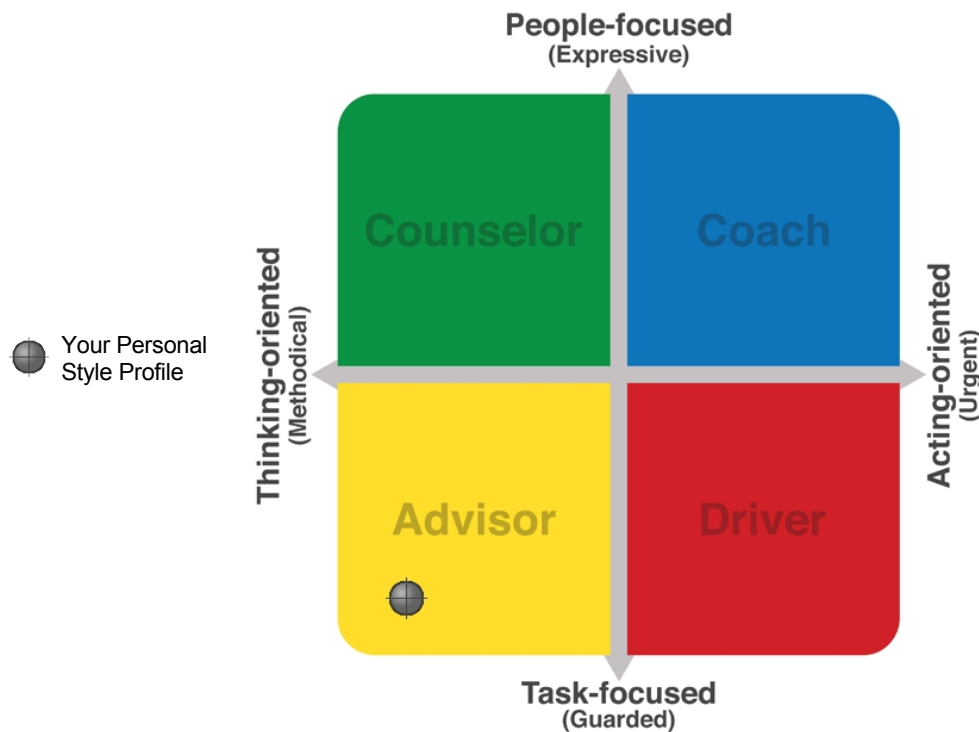 People-focused
(Expressive)
Counselor
Coach
Thinking-oriented
(Methodical)
Acting-oriented
(Urgent)
Your Personal
Style Profile
Advisor
Driver
Task-focused
(Guarded)